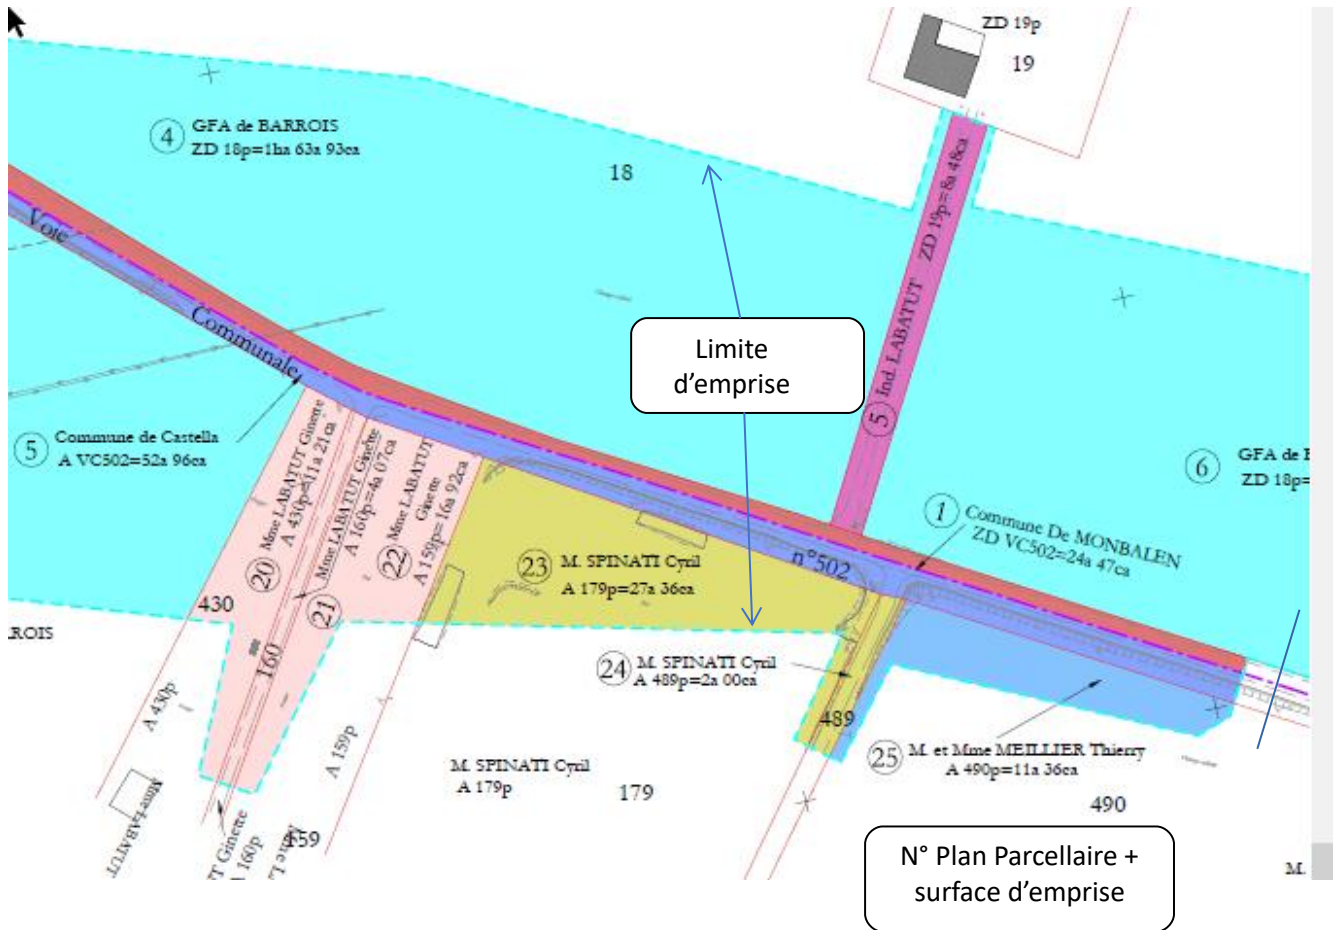 ZD 19p
19
4
GFA de BARROIS
ZD 18p=1ha 63a 93ca
18
5 Ind. LABATUT ZD 19p=8a 48ca
Voie
Communale
n°502
Limite
d'emprise
5
Commune de Castella
A VC502=52a 96ca
6
GFA de B
ZD 18p=
1
Commune De MONBALEN
ZD VC502=24a 47ca
20
Mme LABATUT Ginette
A 430p=11a 21ca
21
Mme LABATUT Ginette
A 160p=4a 07ca
22
Mme LABATUT
Ginette
A 159p=16a 92ca
23
M. SPINATI Cyril
A 179p=27a 36ca
430
ROIS
160
24
M. SPINATI Cyril
A 489p=2a 00ca
489
A 430p
A 159p
25
M. et Mme MEILLIER Thierry
A 490p=11a 36ca
M. SPINATI Cyril
A 179p
179
490
Mme LABATUT
TT Ginette
A 160p
159
N° Plan Parcellaire +
surface d'emprise
M.